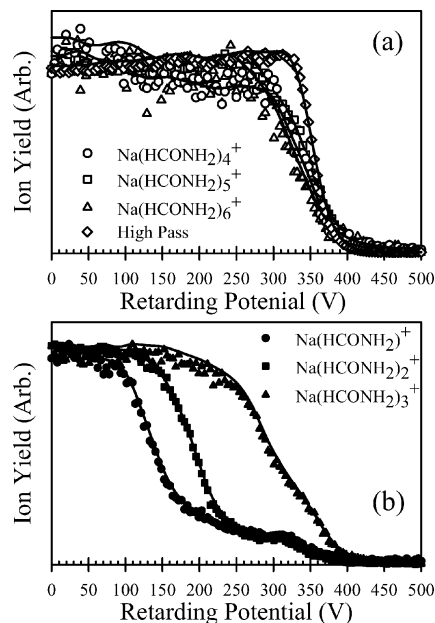 (a)
Ion Yield (Arb.)
Na(HCONH2)4+
Na(HCONH2)5+
Na(HCONH2)6+
High Pass
0 50 100 150 200 250 300 350 400 450 500
Retarding Potenial (V)
Na(HCONH2)+
Na(HCONH2)2+
Na(HCONH2)3+
Ion Yield (Arb.)
(b)
0 50 100 150 200 250 300 350 400 450 500
Retarding Potential (V)